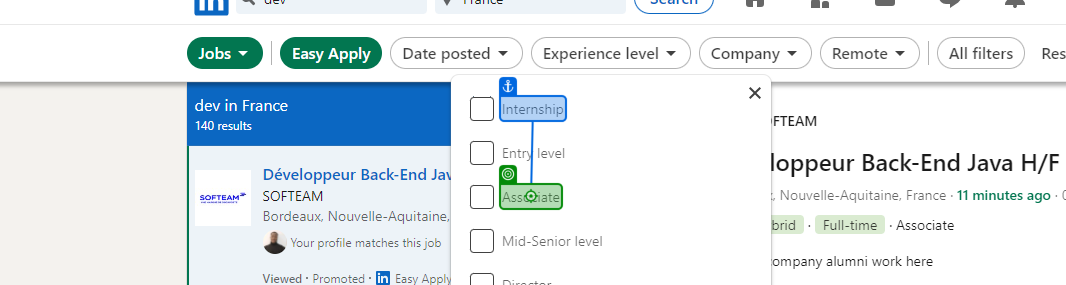 in dev France Search
Jobs Easy Apply Date posted Experience level Company Remote All filters Res
dev in France
140 results
Internship
Entry level
Associate
Mid-Senior level
Director
Développeur Back-End Jav
SOFTEAM
SOFTEAM
Bordeaux, Nouvelle-Aquitaine,
Your profile matches this job
Viewed · Promoted · in Easy Apply
OFTEAM
loppeur Back-End Java H/F
, Nouvelle-Aquitaine, France · 11 minutes ago ·
brid · Full-time · Associate
ompany alumni work here